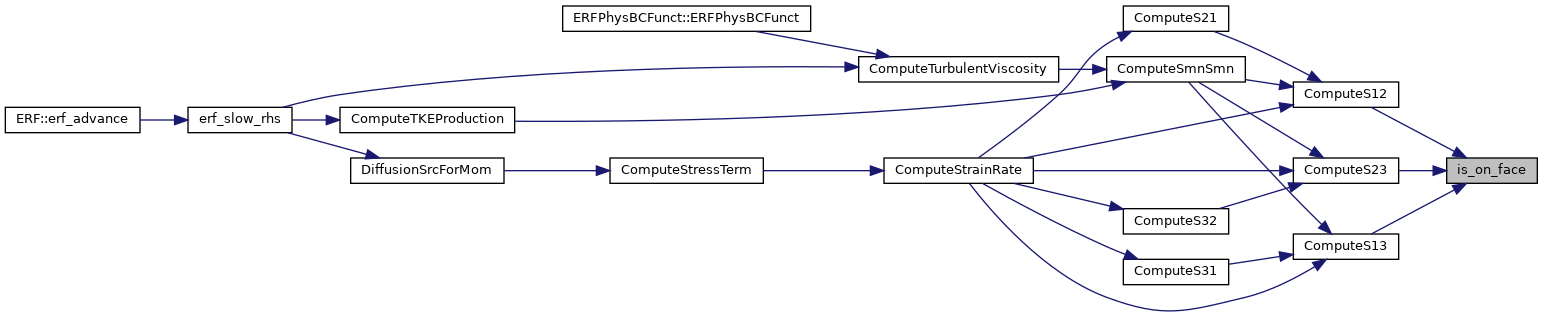 ERFPhysBCFunct::ERFPhysBCFunct
ComputeS21
ComputeTurbulentViscosity
ComputeSmnSmn
ComputeS12
ERF::erf_advance
erf_slow_rhs
ComputeTKEProduction
DiffusionSrcForMom
ComputeStressTerm
ComputeStrainRate
ComputeS23
is_on_face
ComputeS32
ComputeS13
ComputeS31